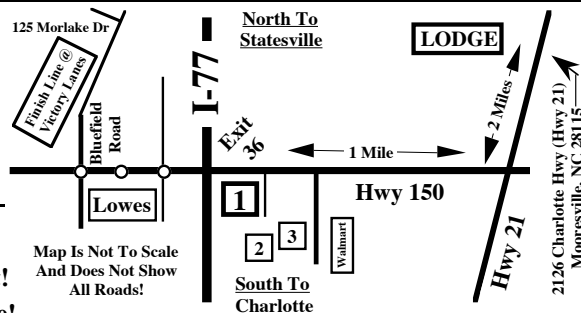 125 Morlake Dr
Finish Line @
Victory Lanes
Bluefield
Road
Lowes
I-77
North To
Statesville
Exit
36
1 Mile
Hwy 150
LODGE
2 Miles
Hwy 21
2126 Charlotte Hwy (Hwy 21)
Mooresville, NC 28115
1
2
3
Walmart
Map Is Not To Scale
And Does Not Show
All Roads!
South To
Charlotte